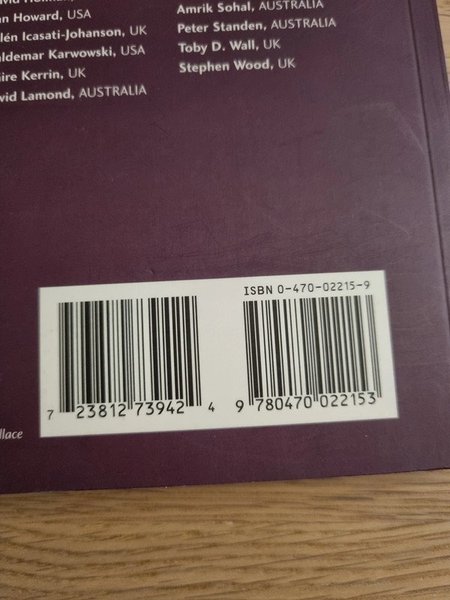 Amrik Sohal, AUSTRALIA
Howard, USA
Peter Standen, AUSTRALIA
Icasati-Johanson, UK
Toby D. Wall, UK
Karwowski, USA
Stephen Wood, UK
Kerrin, UK
Lamond, AUSTRALIA
ISBN 0-470-02215-9
7 23812 73942 4
9 780470 022153